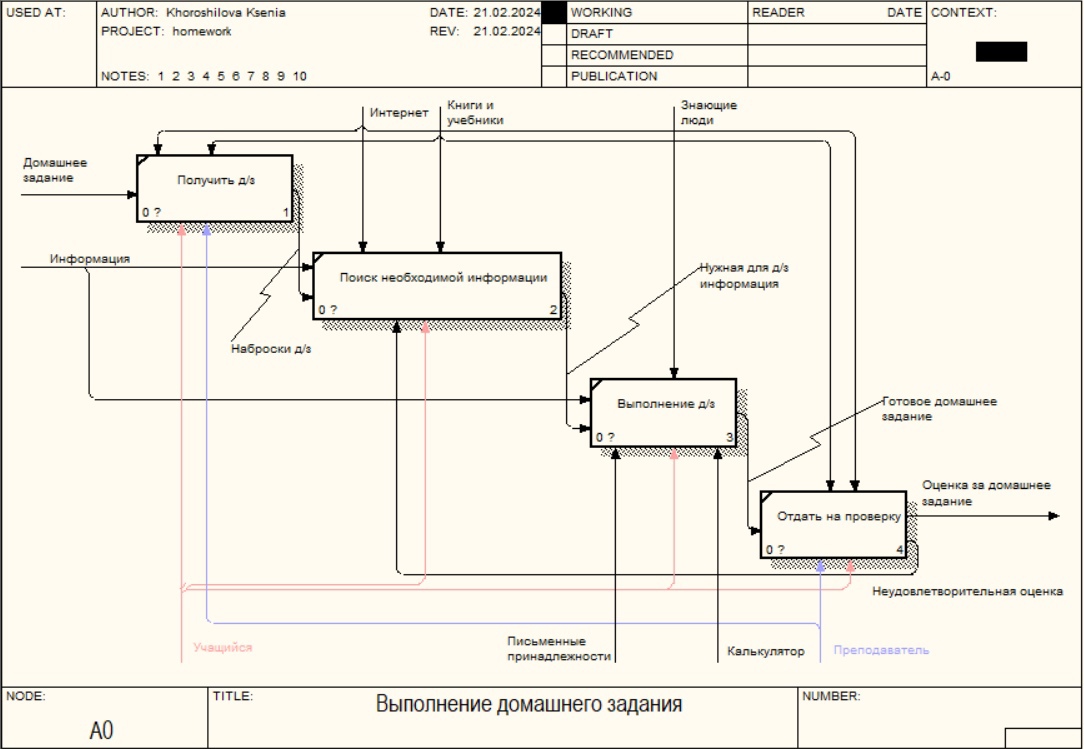 USED AT:
AUTHOR: Khoroshilova Ksenia
DATE: 21.02.2024
WORKING
READER
DATE
CONTEXT:
PROJECT: homework
REV: 21.02.2024
DRAFT
RECOMMENDED
NOTES: 1 2 3 4 5 6 7 8 9 10
PUBLICATION
A-0
Интернет
Книги и
учебники
Знающие
люди
Домашнее
задание
Получить д/з
0 ?
1
Информация
Поиск необходимой информации
0 ?
2
Нужная для д/з
информация
Наброски д/з
Выполнение д/з
0 ?
3
Готовое домашнее
задание
Оценка за домашнее
задание
Отдать на проверку
0 ?
4
Неудовлетворительная оценка
Учащийся
Письменные
принадлежности
Калькулятор
Преподаватель
NODE:
A0
TITLE:
Выполнение домашнего задания
NUMBER: